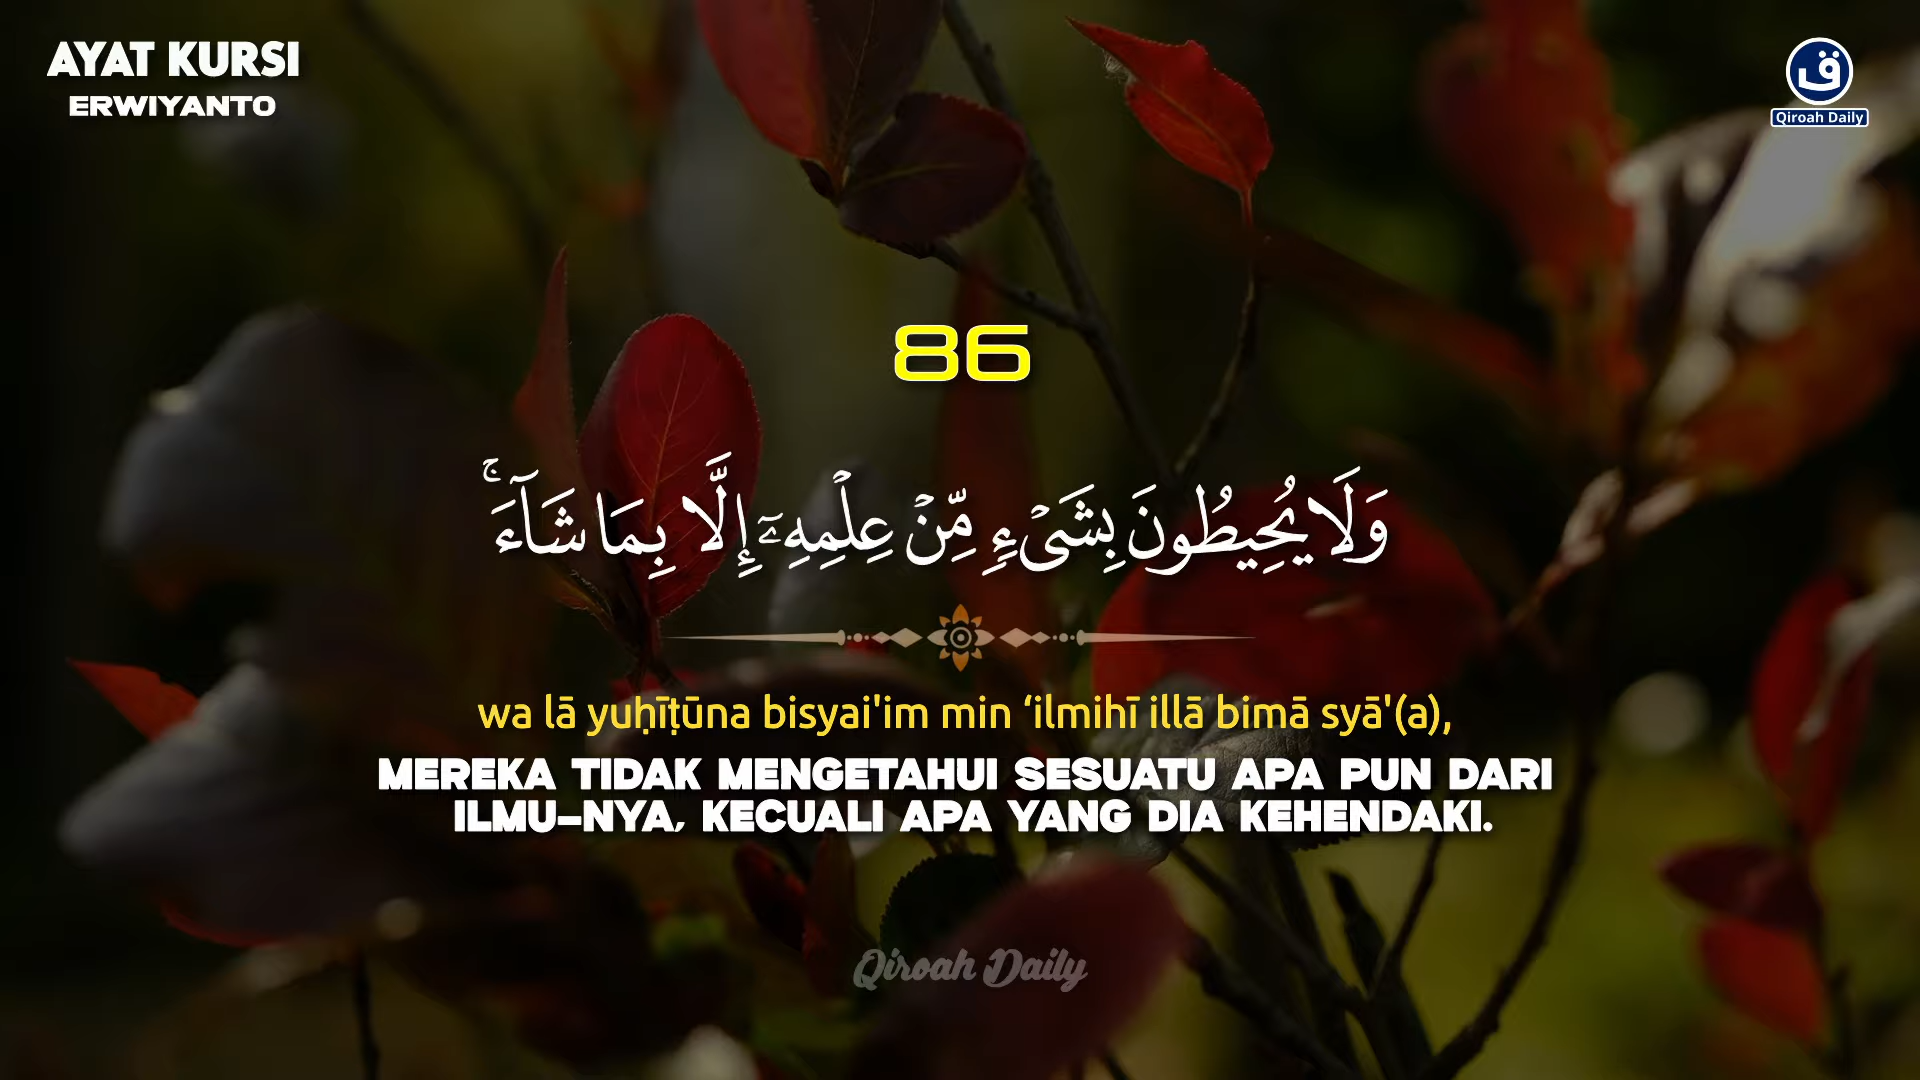 AYAT KURSI
ERWIYANTO
ق
Qiroah Daily
86
وَلَا يُحِيطُونَ بِشَىْءٍ مِّنْ عِلْمِهِۦٓ إِلَّا بِمَا شَآءَ ۚ
wa lā yuḥīṭūna bisyai'im min ‘ilmihī illā bimā syā'(a),
MEREKA TIDAK MENGETAHUI SESUATU APA PUN DARI
ILMU-NYA, KECUALI APA YANG DIA KEHENDAKI.
Qiroah Daily